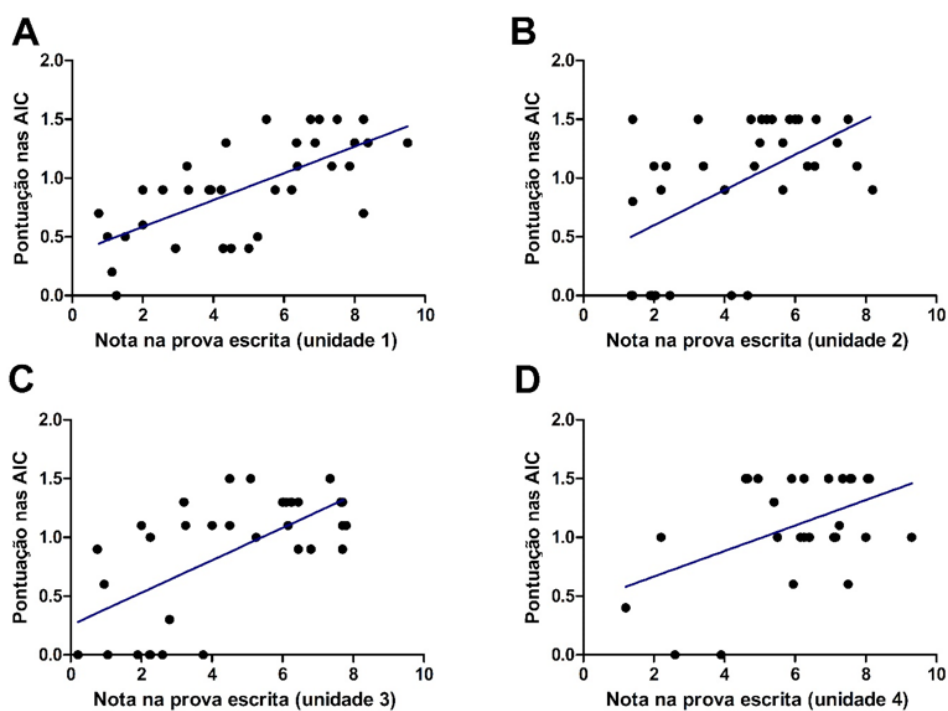 A
Pontuação nas AIC
2.0
1.5
1.0
0.5
0.0
0 2 4 6 8 10
Nota na prova escrita (unidade 1)
B
Pontuação nas AIC
2.0
1.5
1.0
0.5
0.0
0 2 4 6 8 10
Nota na prova escrita (unidade 2)
C
Pontuação nas AIC
2.0
1.5
1.0
0.5
0.0
0 2 4 6 8 10
Nota na prova escrita (unidade 3)
D
Pontuação nas AIC
2.0
1.5
1.0
0.5
0.0
0 2 4 6 8 10
Nota na prova escrita (unidade 4)